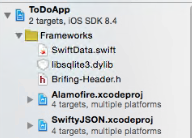 ToDoApp
2 targets, iOS SDK 8.4
Frameworks
SwiftData.swift
libsqlite3.dylib
Brifing-Header.h
Alamofire.xcodeproj
4 targets, multiple platforms
SwiftyJSON.xcodeproj
4 targets, multiple platforms